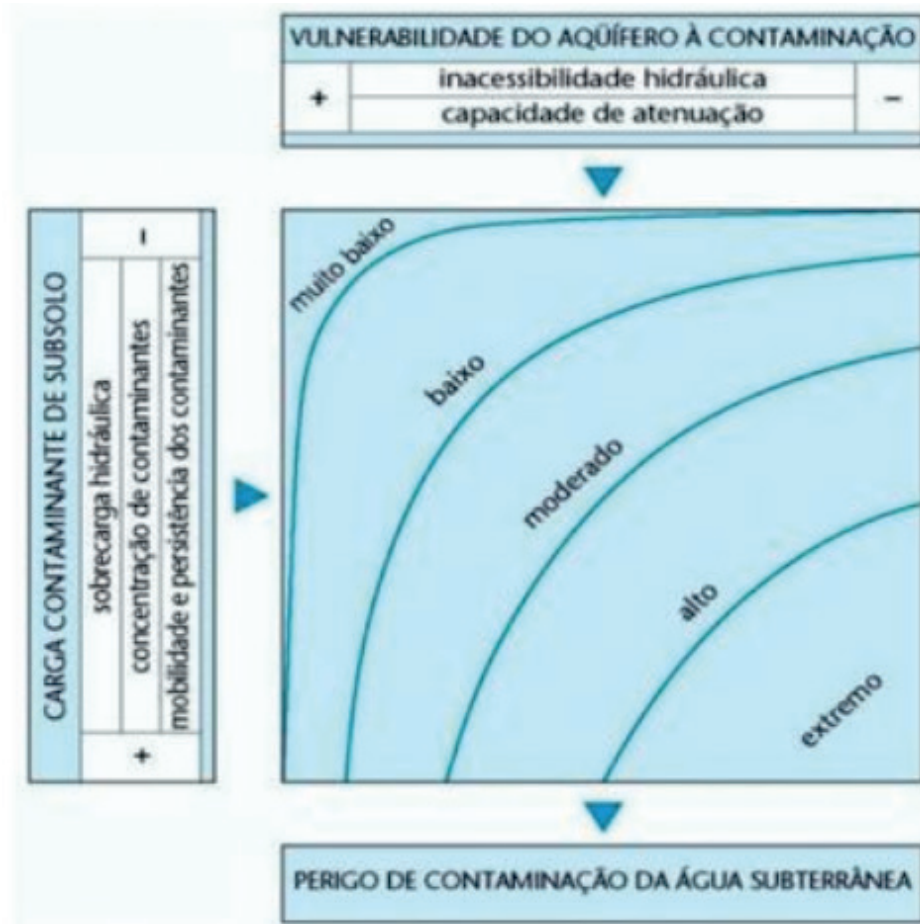 VULNERABILIDADE DO AQÜÍFERO À CONTAMINAÇÃO
+
inacessibilidade hidráulica
capacidade de atenuação
–
CARGA CONTAMINANTE DE SUBSOLO
–
sobrecarga hidráulica
concentração de contaminantes
mobilidade e persistência dos contaminantes
+
muito baixo
baixo
moderado
alto
extremo
PERIGO DE CONTAMINAÇÃO DA ÁGUA SUBTERRÂNEA